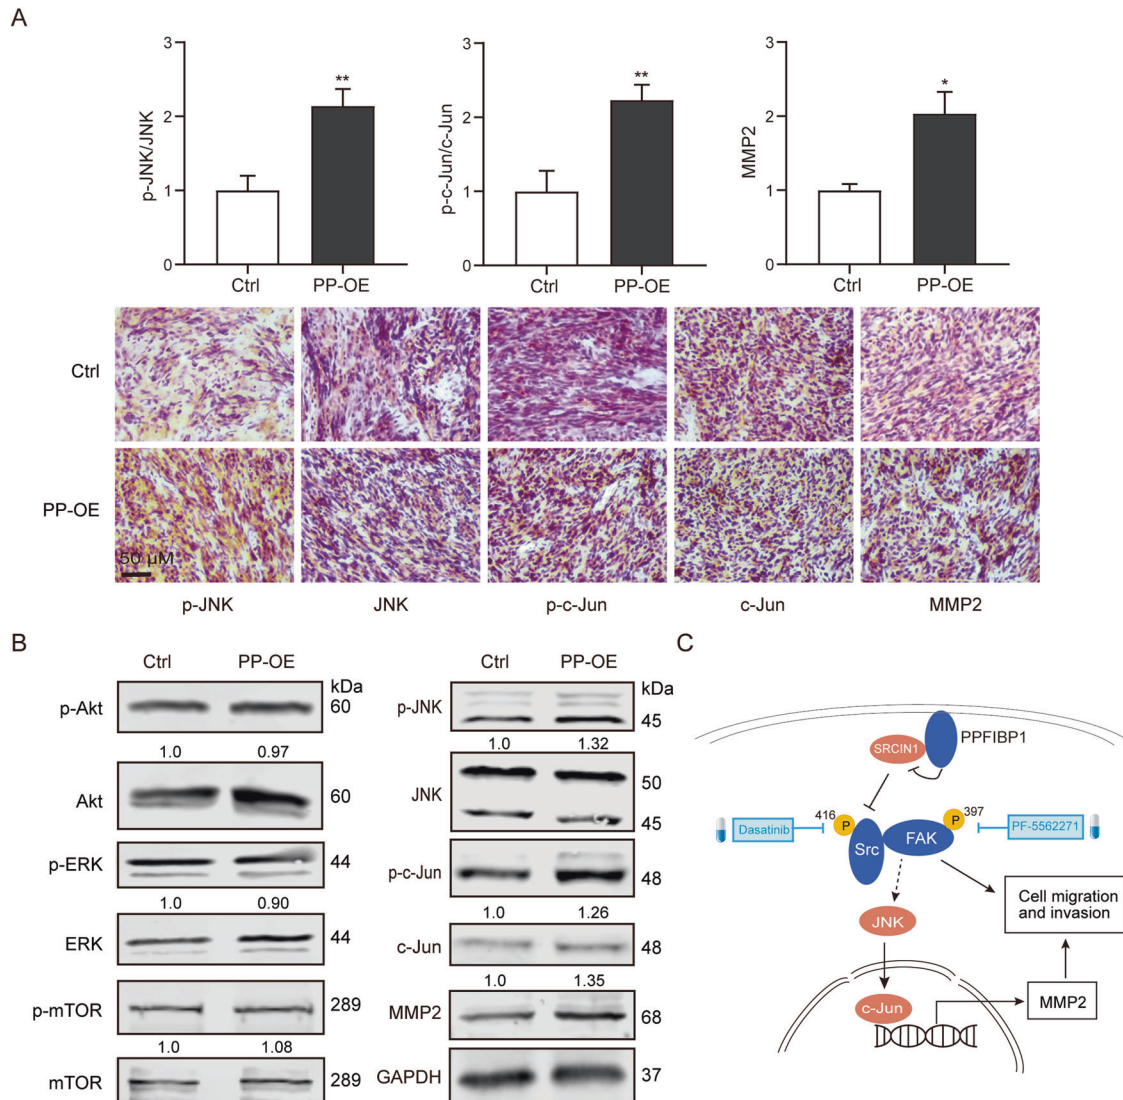 A
3
2
1
0
p-JNK/JNK
**
Ctrl
PP-OE
3
2
1
0
p-c-Jun/c-Jun
**
Ctrl
PP-OE
3
2
1
0
MMP2
*
Ctrl
PP-OE
Ctrl
PP-OE
50 μM
p-JNK
JNK
p-c-Jun
c-Jun
MMP2
B
Ctrl
PP-OE
kDa
p-Akt
60
1.0
0.97
Akt
60
p-ERK
44
1.0
0.90
ERK
44
p-mTOR
289
1.0
1.08
mTOR
289
Ctrl
PP-OE
kDa
p-JNK
45
1.0
1.32
JNK
50
45
p-c-Jun
48
1.0
1.26
c-Jun
48
1.0
1.35
MMP2
68
GAPDH
37
C
SRCIN1
PPFIBP1
416
P
397
P
Dasatinib
Src
FAK
PF-5562271
JNK
Cell migration
and invasion
c-Jun
MMP2